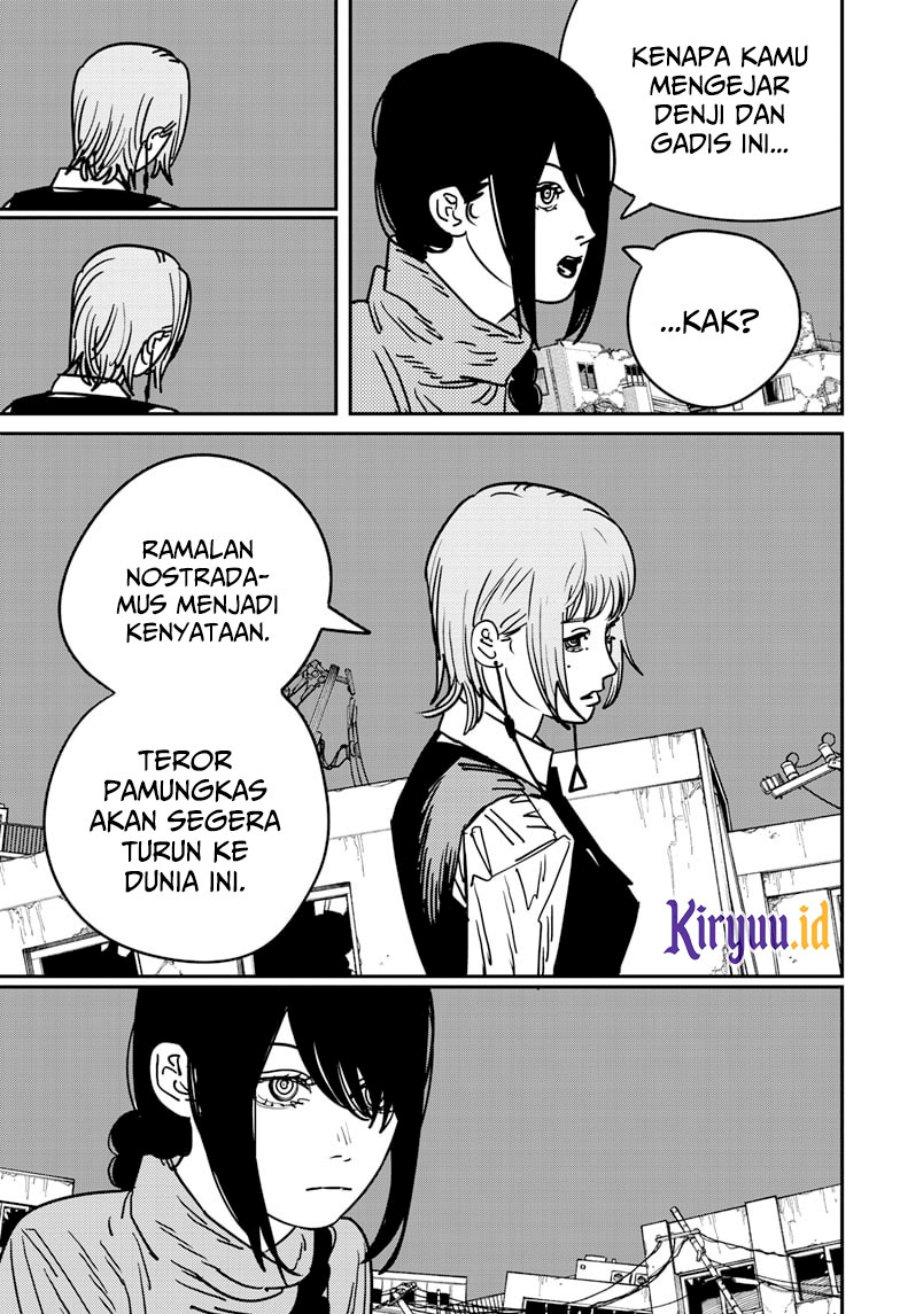 KENAPA KAMU
MENGEJAR
DENJI DAN
GADIS INI...
...KAK?
RAMALAN
NOSTRADA-
MUS MENJADI
KENYATAAN.
TEROR
PAMUNGKAS
AKAN SEGERA
TURUN KE
DUNIA INI.
Kiryuu.id